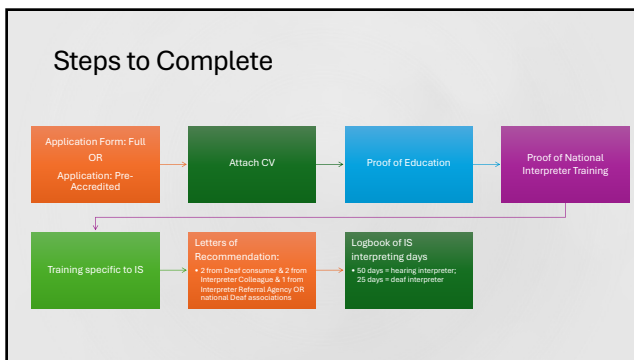 Steps to Complete
Application Form: Full
OR
Application: Pre-
Accredited
Attach CV
Proof of Education
Proof of National
Interpreter Training
Training specific to IS
Letters of
Recommendation:
• 2 from Deaf consumer & 2 from
Interpreter Colleague & 1 from
Interpreter Referral Agency OR
national Deaf associations
Logbook of IS
interpreting days
• 50 days = hearing interpreter;
25 days = deaf interpreter